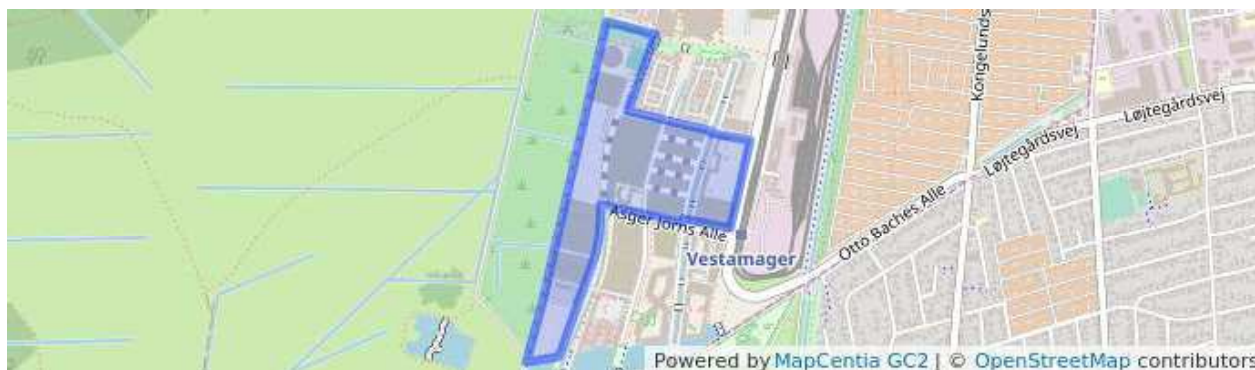 Kongelunds
Løjtegårdsvej
Løjtegårdsvej
Otto Baches Alle
Asger Jorns Alle
Vestamager
Powered by MapCentia GC2 | © OpenStreetMap contributors